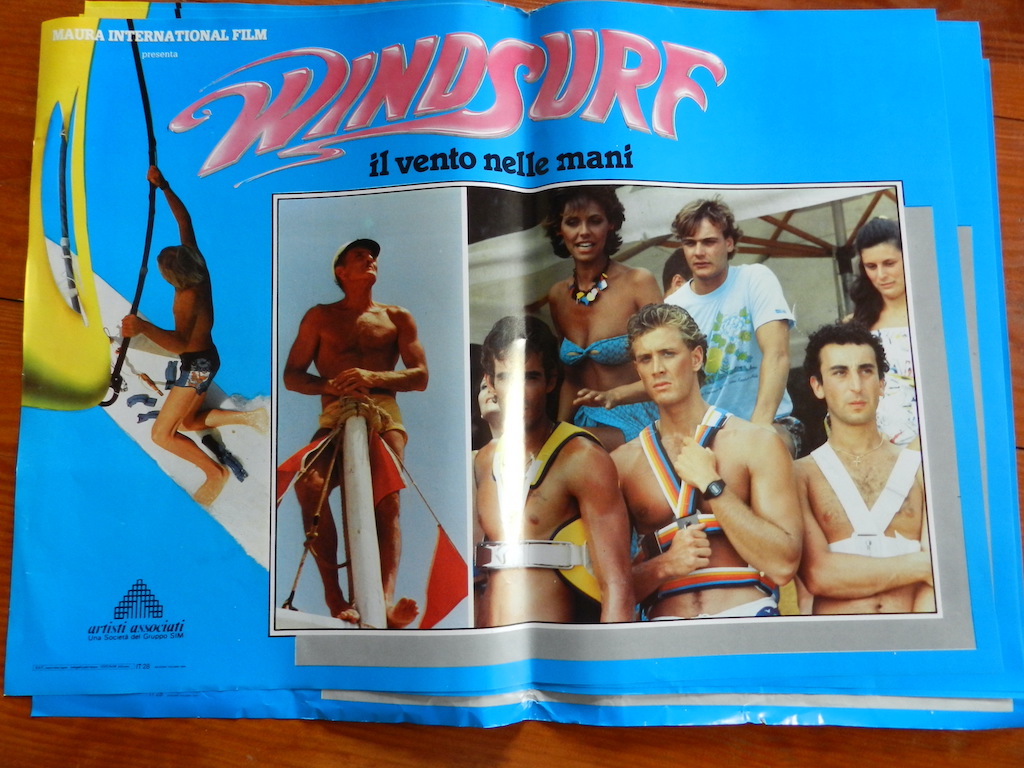 MAURA INTERNATIONAL FILM
presenta
WINDSURF
il vento nelle mani
artisti associati
Una Società del Gruppo SIM